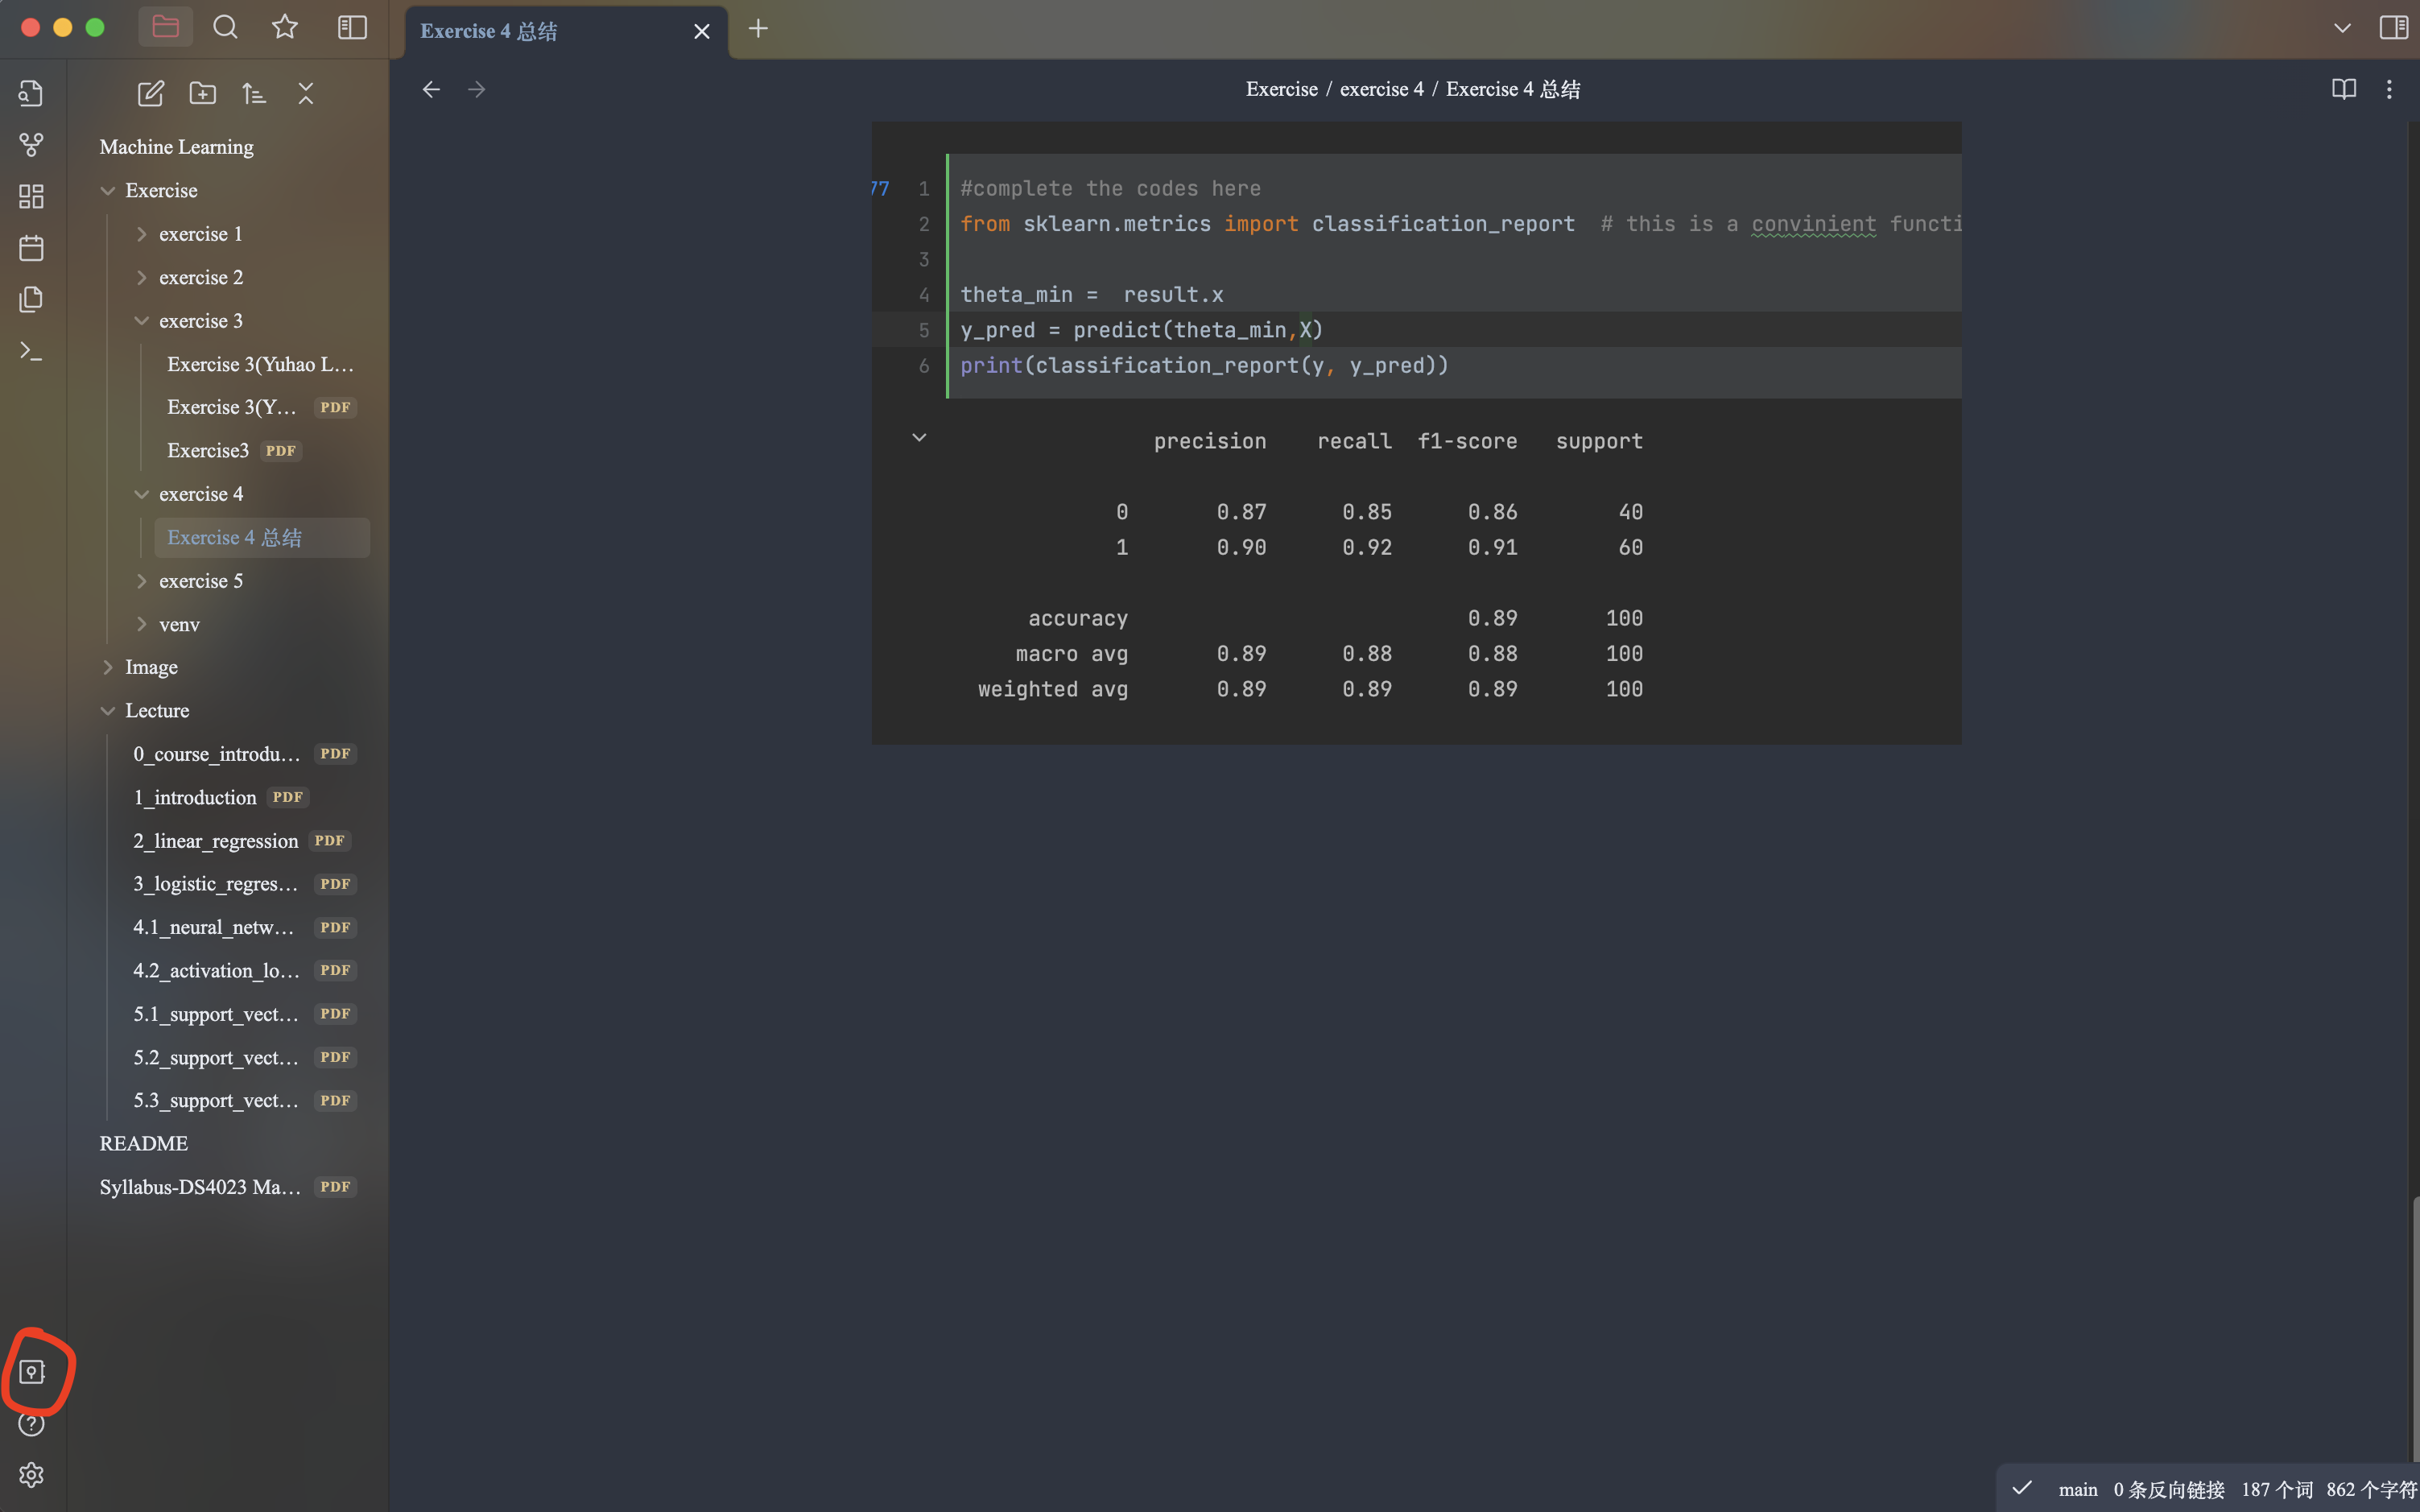 Exercise 4 总结
Exercise / exercise 4 / Exercise 4 总结
Machine Learning
Exercise
exercise 1
exercise 2
exercise 3
Exercise 3(Yuhao L…
Exercise 3(Y… PDF
Exercise3 PDF
exercise 4
Exercise 4 总结
exercise 5
venv
Image
Lecture
0_course_introdu… PDF
1_introduction PDF
2_linear_regression PDF
3_logistic_regres… PDF
4.1_neural_netw… PDF
4.2_activation_lo… PDF
5.1_support_vect… PDF
5.2_support_vect… PDF
5.3_support_vect… PDF
README
Syllabus-DS4023 Ma… PDF
77 1 #complete the codes here
2 from sklearn.metrics import classification_report # this is a convinient functi
3
4 theta_min = result.x
5 y_pred = predict(theta_min,X)
6 print(classification_report(y, y_pred))
precision recall f1-score support
0 0.87 0.85 0.86 40
1 0.90 0.92 0.91 60
accuracy 0.89 100
macro avg 0.89 0.88 0.88 100
weighted avg 0.89 0.89 0.89 100
main 0 条反向链接 187 个词 862 个字符